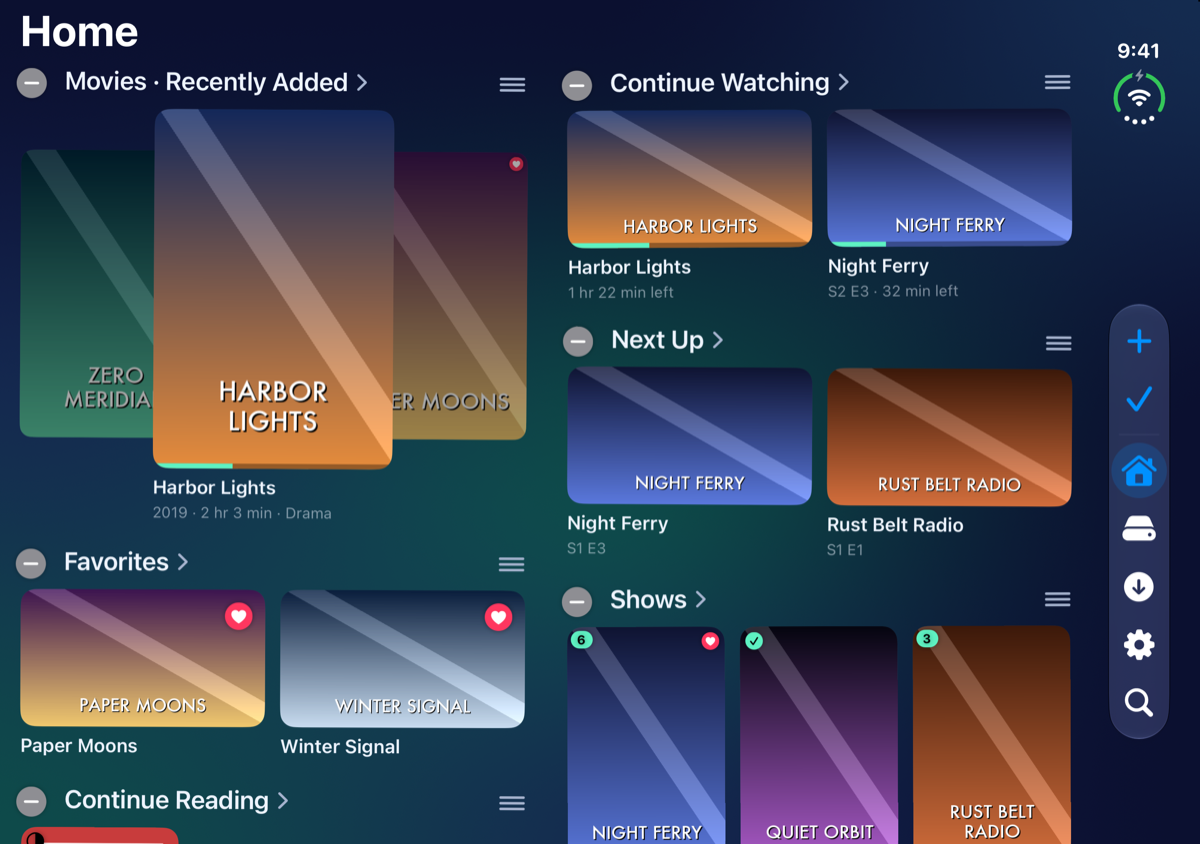 Home
9:41
Movies · Recently Added
ZERO
MERIDIA
HARBOR
LIGHTS
ER MOONS
Harbor Lights
2019 · 2 hr 3 min · Drama
Favorites
PAPER MOONS
Paper Moons
WINTER SIGNAL
Winter Signal
Continue Reading
Continue Watching
HARBOR LIGHTS
Harbor Lights
1 hr 22 min left
NIGHT FERRY
Night Ferry
S2 E3 · 32 min left
Next Up
NIGHT FERRY
Night Ferry
S1 E3
RUST BELT RADIO
Rust Belt Radio
S1 E1
Shows
6
NIGHT FERRY
QUIET ORBIT
3
RUST BELT
RADIO